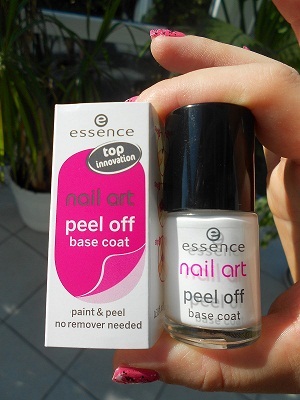 essence
top
innovation
nail art
peel off
base coat
paint & peel
no remover needed
essence
nail art
peel off
base coat